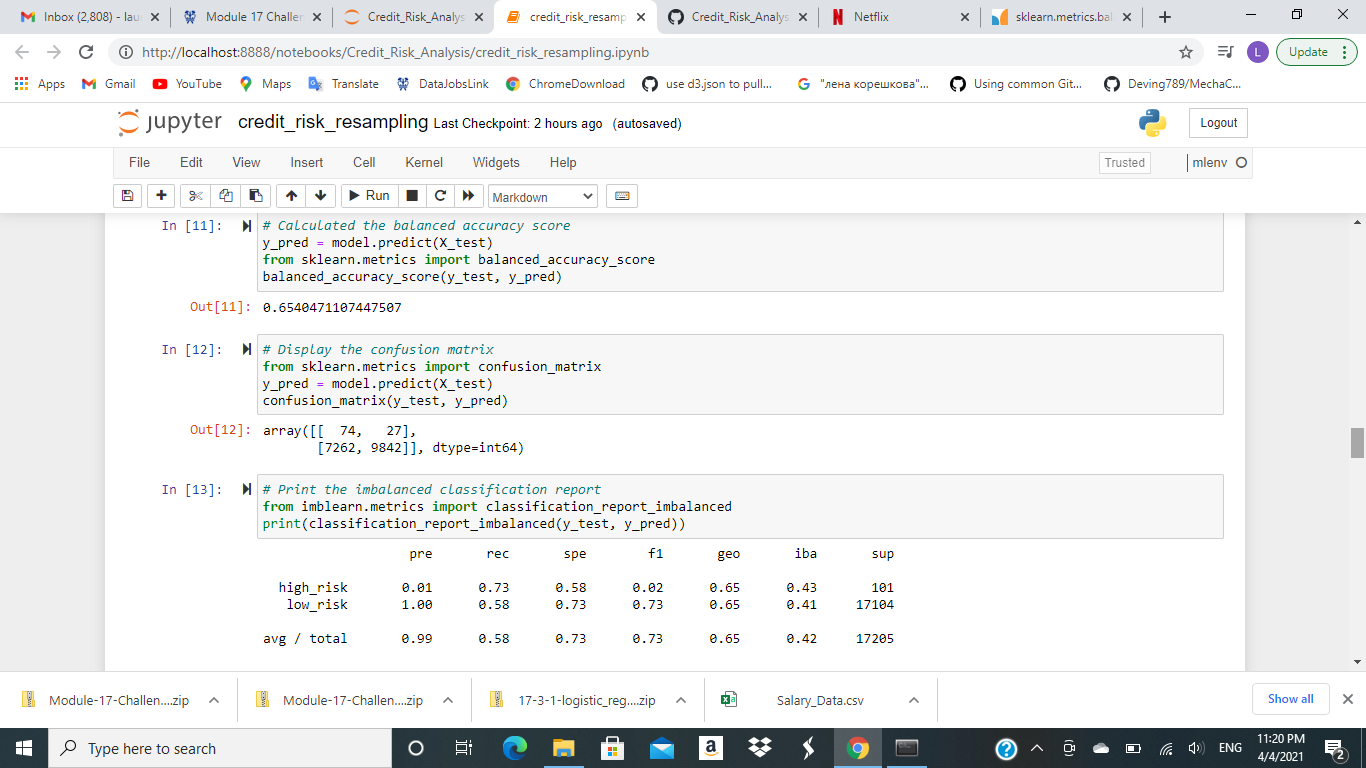 Inbox (2,808) - lau
Module 17 Challen
Credit_Risk_Analys
credit_risk_resamp
Credit_Risk_Analys
Netflix
sklearn.metrics.bal
http://localhost:8888/notebooks/Credit_Risk_Analysis/credit_risk_resampling.ipynb
L
Update
Apps
Gmail
YouTube
Maps
Translate
DataJobsLink
ChromeDownload
use d3.json to pull...
"лена корешкова"...
Using common Git...
Deving789/MechaC...
jupyter credit_risk_resampling Last Checkpoint: 2 hours ago (autosaved)
Logout
File Edit View Insert Cell Kernel Widgets Help
Trusted
mlenv
Run
Markdown
In [11]:
# Calculated the balanced accuracy score
y_pred = model.predict(X_test)
from sklearn.metrics import balanced_accuracy_score
balanced_accuracy_score(y_test, y_pred)
Out[11]: 0.6540471107447507
In [12]:
# Display the confusion matrix
from sklearn.metrics import confusion_matrix
y_pred = model.predict(X_test)
confusion_matrix(y_test, y_pred)
Out[12]: array([[  74,   27],
[7262, 9842]], dtype=int64)
In [13]:
# Print the imbalanced classification report
from imblearn.metrics import classification_report_imbalanced
print(classification_report_imbalanced(y_test, y_pred))
pre rec spe f1 geo iba sup
high_risk 0.01 0.73 0.58 0.02 0.65 0.43 101
low_risk 1.00 0.58 0.73 0.73 0.65 0.41 17104
avg / total 0.99 0.58 0.73 0.73 0.65 0.42 17205
Module-17-Challen....zip
Module-17-Challen....zip
17-3-1-logistic_reg....zip
Salary_Data.csv
Show all
Type here to search
ENG
11:20 PM
4/4/2021
2